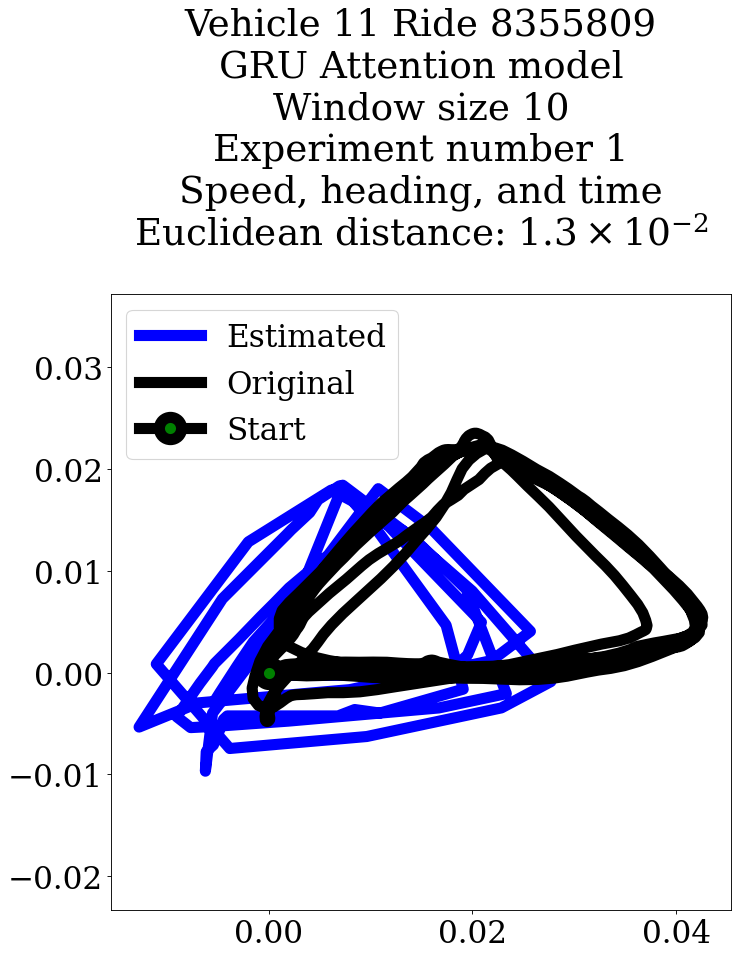 Vehicle 11 Ride 8355809
GRU Attention model
Window size 10
Experiment number 1
Speed, heading, and time
Euclidean distance: 1.3 × 10⁻²
Estimated
Original
Start
0.03
0.02
0.01
0.00
−0.01
−0.02
0.00 0.02 0.04